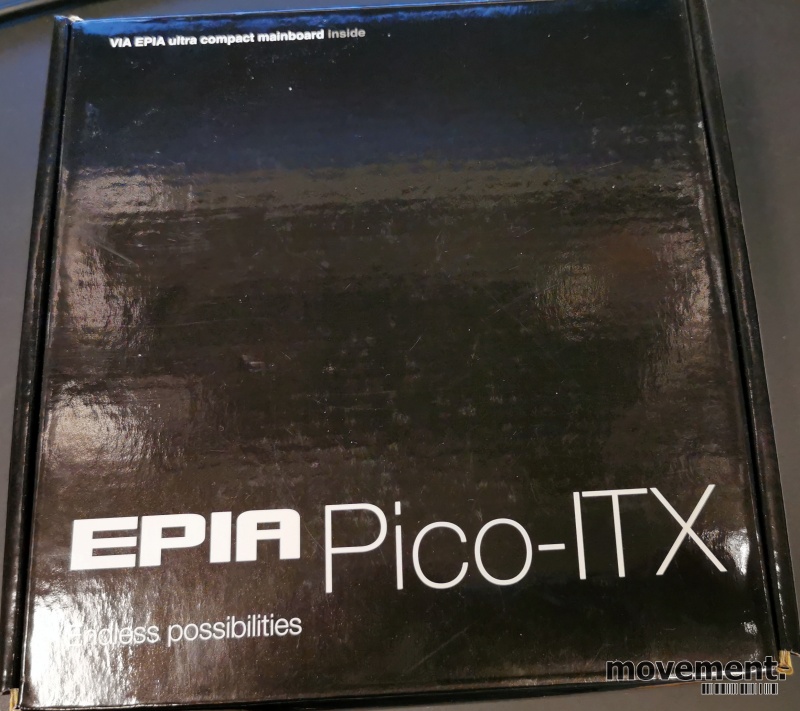 VIA EPIA ultra compact mainboard inside
EPIA Pico-ITX
Endless possibilities
movement.